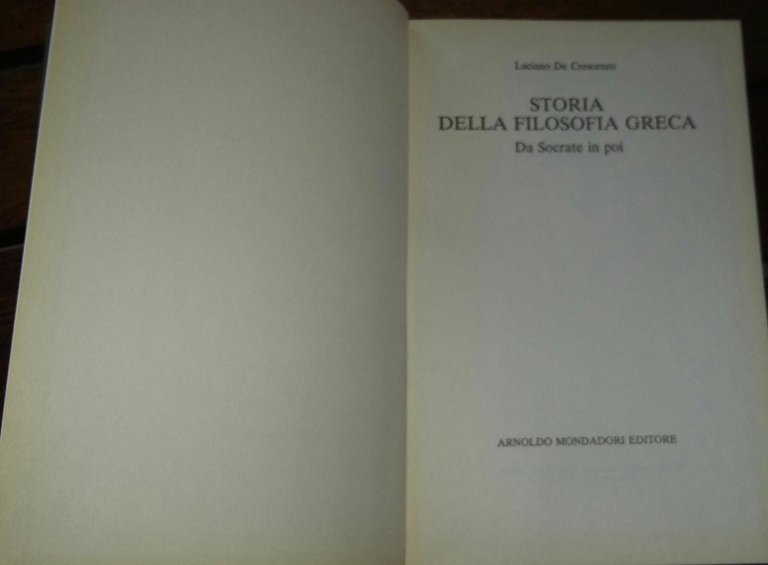 Luciano De Crescenzo
STORIA
DELLA FILOSOFIA GRECA
Da Socrate in poi
ARNOLDO MONDADORI EDITORE